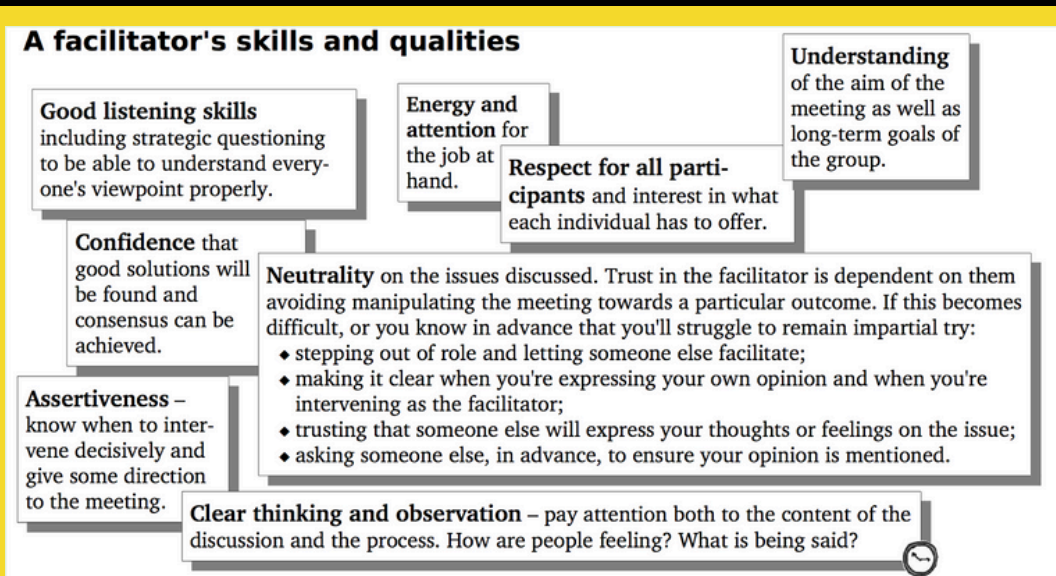 A facilitator's skills and qualities
Good listening skills
including strategic questioning
to be able to understand every-
one's viewpoint properly.
Energy and
attention for
the job at
hand.
Respect for all parti-
cipants and interest in what
each individual has to offer.
Understanding
of the aim of the
meeting as well as
long-term goals of
the group.
Confidence that
good solutions will
be found and
consensus can be
achieved.
Neutrality on the issues discussed. Trust in the facilitator is dependent on them
avoiding manipulating the meeting towards a particular outcome. If this becomes
difficult, or you know in advance that you'll struggle to remain impartial try:
◆ stepping out of role and letting someone else facilitate;
◆ making it clear when you're expressing your own opinion and when you're
intervening as the facilitator;
◆ trusting that someone else will express your thoughts or feelings on the issue;
◆ asking someone else, in advance, to ensure your opinion is mentioned.
Assertiveness –
know when to inter-
vene decisively and
give some direction
to the meeting.
Clear thinking and observation – pay attention both to the content of the
discussion and the process. How are people feeling? What is being said?